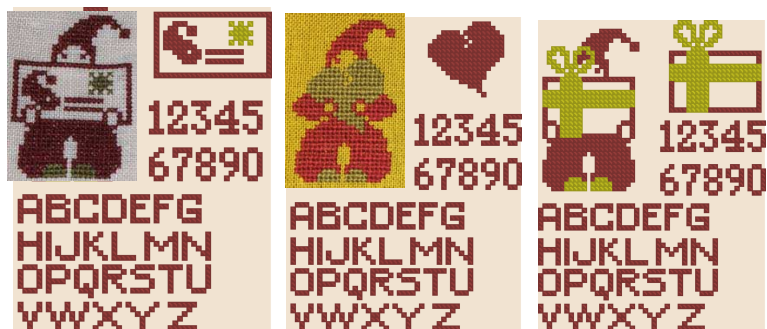 12345
67890
ABCDEFG
HIJKLMN
OPQRSTU
VWXYZ
12345
67890
ABCDEFG
HIJKLMN
OPQRSTU
VWXYZ
12345
67890
ABCDEFG
HIJKLMN
OPQRSTU
VWXYZ